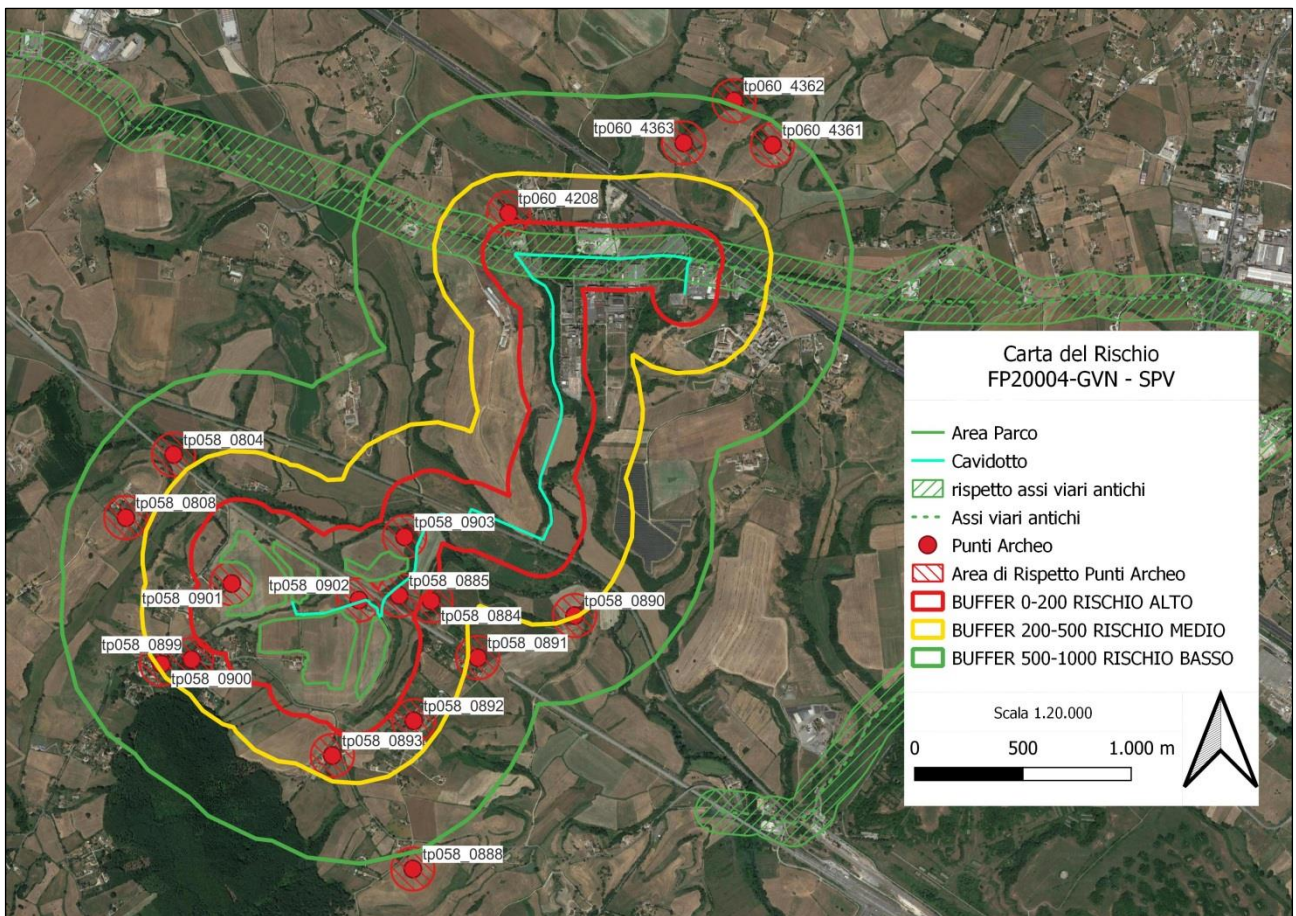 tp060_4362
tp060_4363
tp060_4361
tp060_4208
tp058_0804
tp058_0808
tp058_0903
tp058_0902
tp058_0885
tp058_0901
tp058_0884
tp058_0890
tp058_0891
tp058_0899
tp058_0900
tp058_0892
tp058_0893
tp058_0888
Carta del Rischio
FP20004-GVN - SPV
Area Parco
Cavidotto
rispetto assi viari antichi
Assi viari antichi
Punti Archeo
Area di Rispetto Punti Archeo
BUFFER 0-200 RISCHIO ALTO
BUFFER 200-500 RISCHIO MEDIO
BUFFER 500-1000 RISCHIO BASSO
Scala 1.20.000
0 500 1.000 m